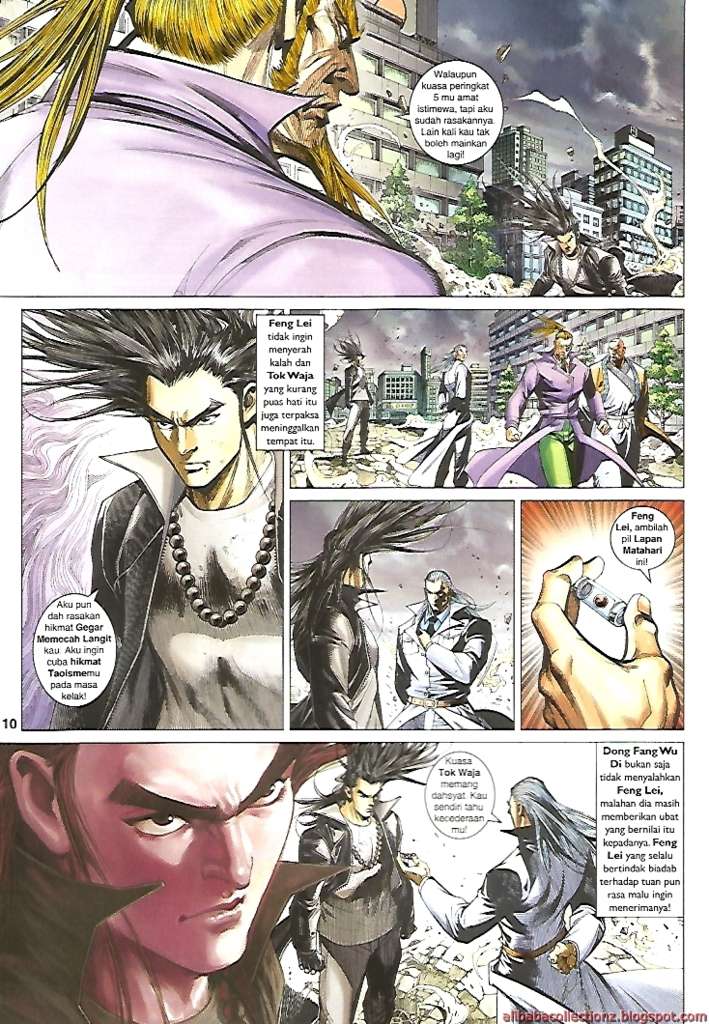 Walaupun
kuasa peringkat
5 mu amat
istimewa, tapi aku
sudah rasakannya.
Lain kali kau tak
boleh mainkan
lagi!
Feng Lei
tidak ingin
menyerah
kalah dan
Tok Waja
yang kurang
puas hati itu
juga terpaksa
meninggalkan
tempat itu.
Aku pun
dah rasakan
hikmat Gegar
Memecah Langit
kau. Aku ingin
cuba hikmat
Taoismemu
pada masa
kelak!
Feng
Lei, ambilah
pil Lapan
Matahari
ini!
10
Kuasa
Tok Waja
memang
dahsyat. Kau
sendiri tahu
kecederaan
mu!
Dong Fang Wu
Di bukan saja
tidak menyalahkan
Feng Lei,
malahan dia masih
memberikan ubat
yang bernilai itu
kepadanya. Feng
Lei yang selalu
bertindak biadab
terhadap tuan pun
rasa malu ingin
menerimanya!
alibabacollectionz.blogspot.com